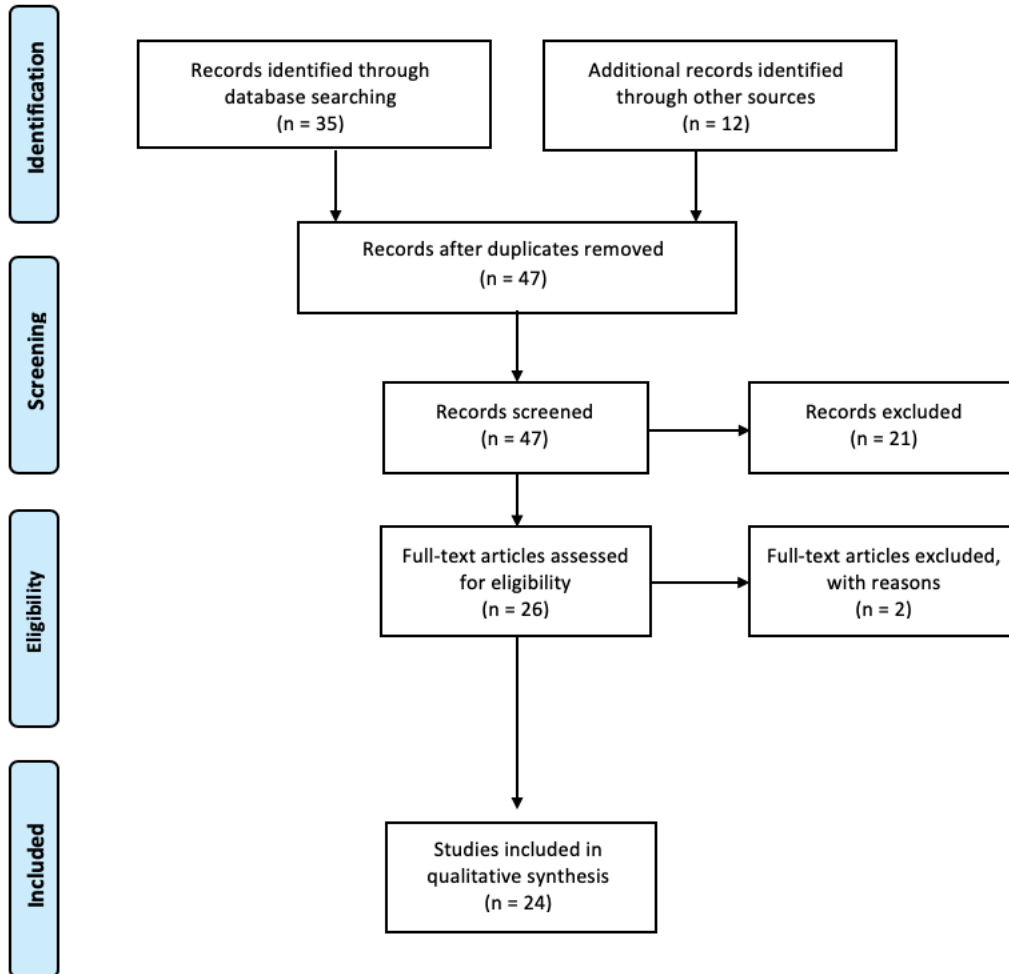 Identification
Records identified through
database searching
(n = 35)
Additional records identified
through other sources
(n = 12)
Records after duplicates removed
(n = 47)
Screening
Records screened
(n = 47)
Records excluded
(n = 21)
Eligibility
Full-text articles assessed
for eligibility
(n = 26)
Full-text articles excluded,
with reasons
(n = 2)
Included
Studies included in
qualitative synthesis
(n = 24)